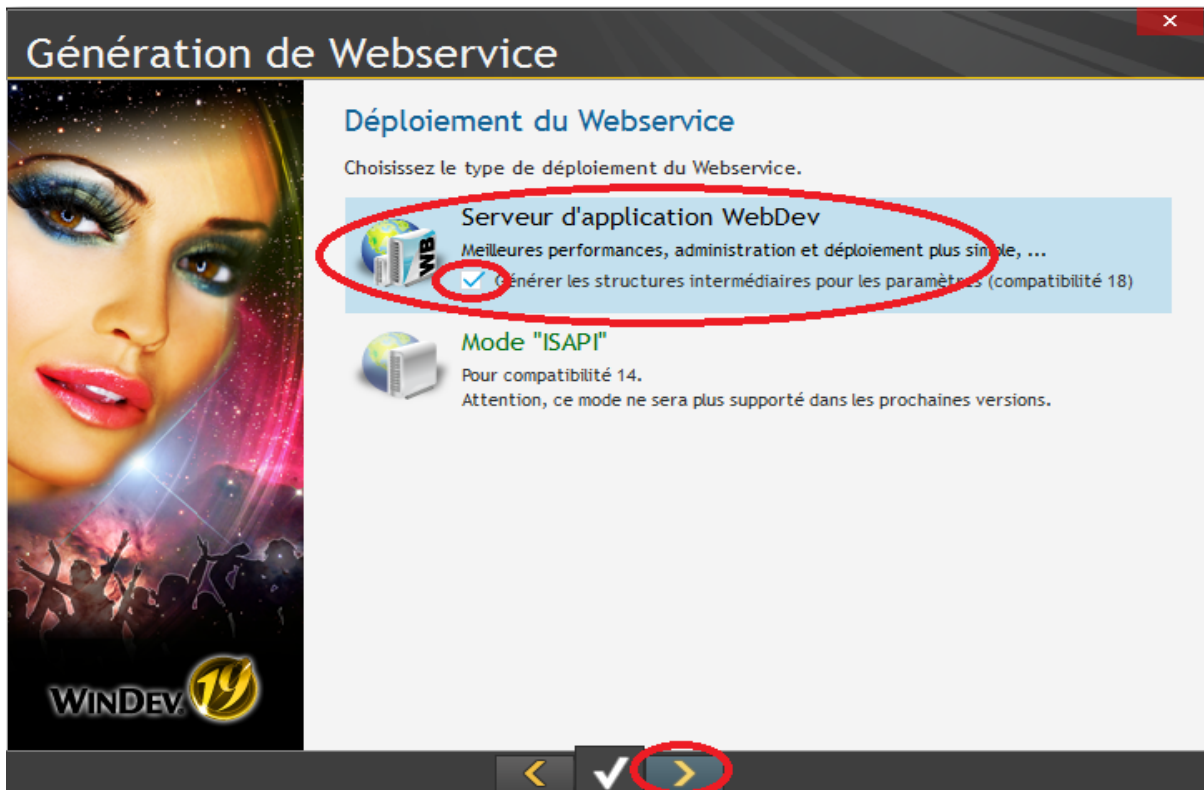 Génération de Webservice
Déploiement du Webservice
Choisissez le type de déploiement du Webservice.
Serveur d'application WebDev
Meilleures performances, administration et déploiement plus simple, ...
Générer les structures intermédiaires pour les paramètres (compatibilité 18)
WB
Mode "ISAPI"
Pour compatibilité 14.
Attention, ce mode ne sera plus supporté dans les prochaines versions.
WINDEV. 19